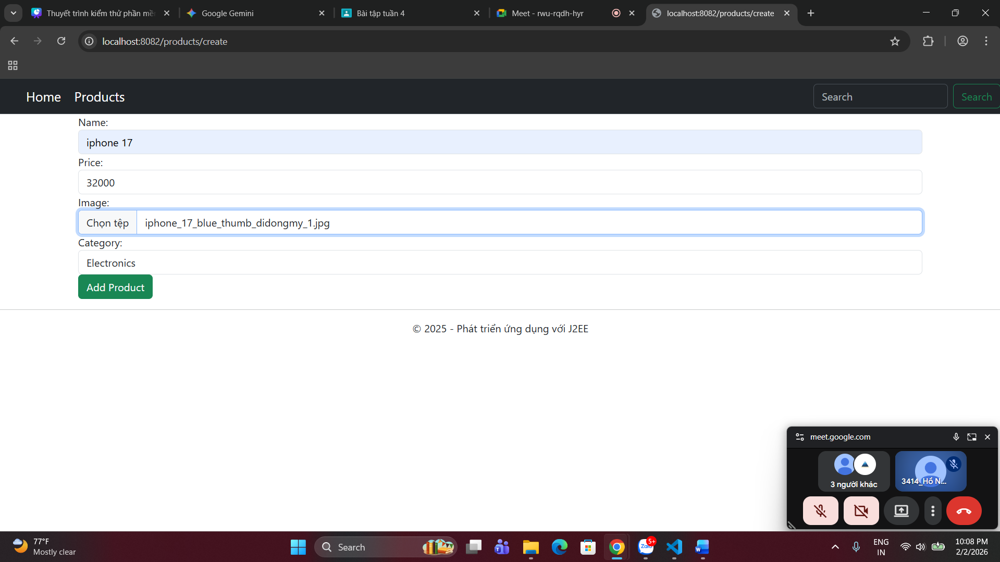 Thuyết trình kiểm thử phần mề
Google Gemini
Bài tập tuần 4
Meet - rwu-rqdh-hyr
localhost:8082/products/create
localhost:8082/products/create
Home Products
Search
Search
Name:
iphone 17
Price:
32000
Image:
Chọn tệp iphone_17_blue_thumb_didongmy_1.jpg
Category:
Electronics
Add Product
© 2025 - Phát triển ứng dụng với J2EE
meet.google.com
3 người khác
3414_Hồ N...
77°F
Mostly clear
Search
Zalo
5+
ENG
IN
10:08 PM
2/2/2026